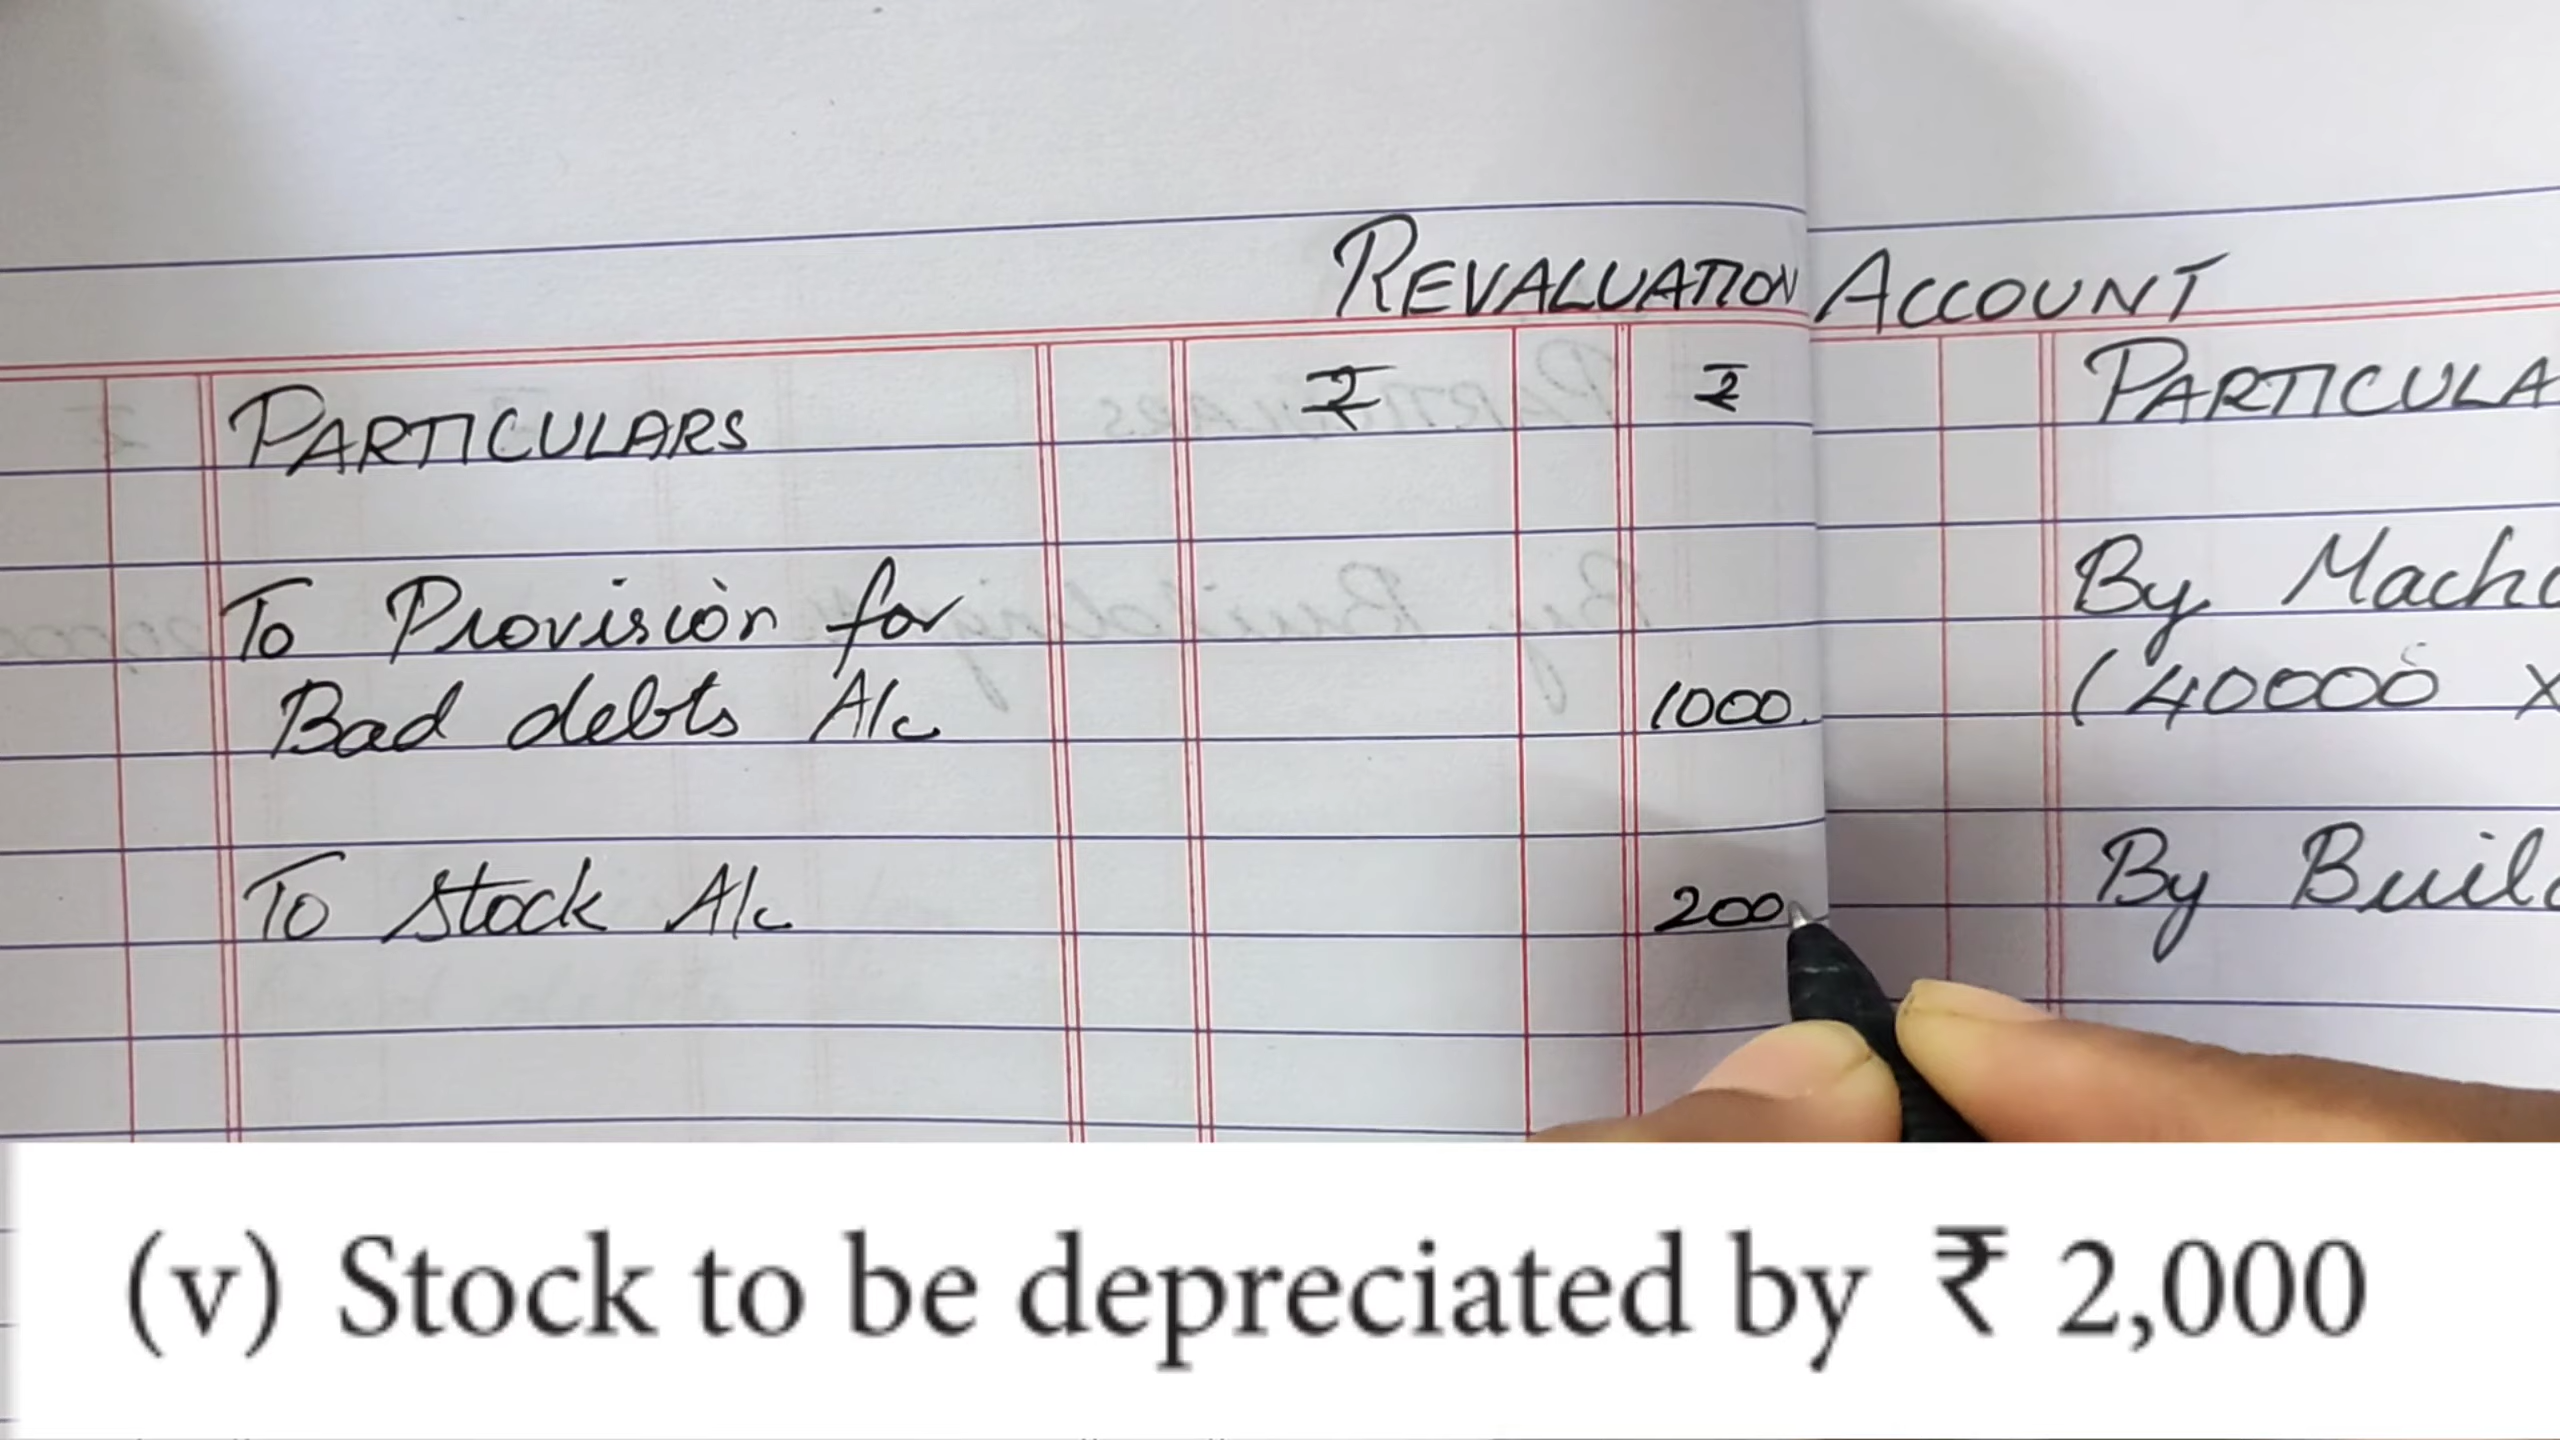 REVALUATION ACCOUNT
PARTICULARS ₹ ₹ PARTICULA
To Provision for
Bad debts A/c 1000
To Stock A/c 200
By Mach
(40000 ×
By Buil
(v) Stock to be depreciated by ₹ 2,000